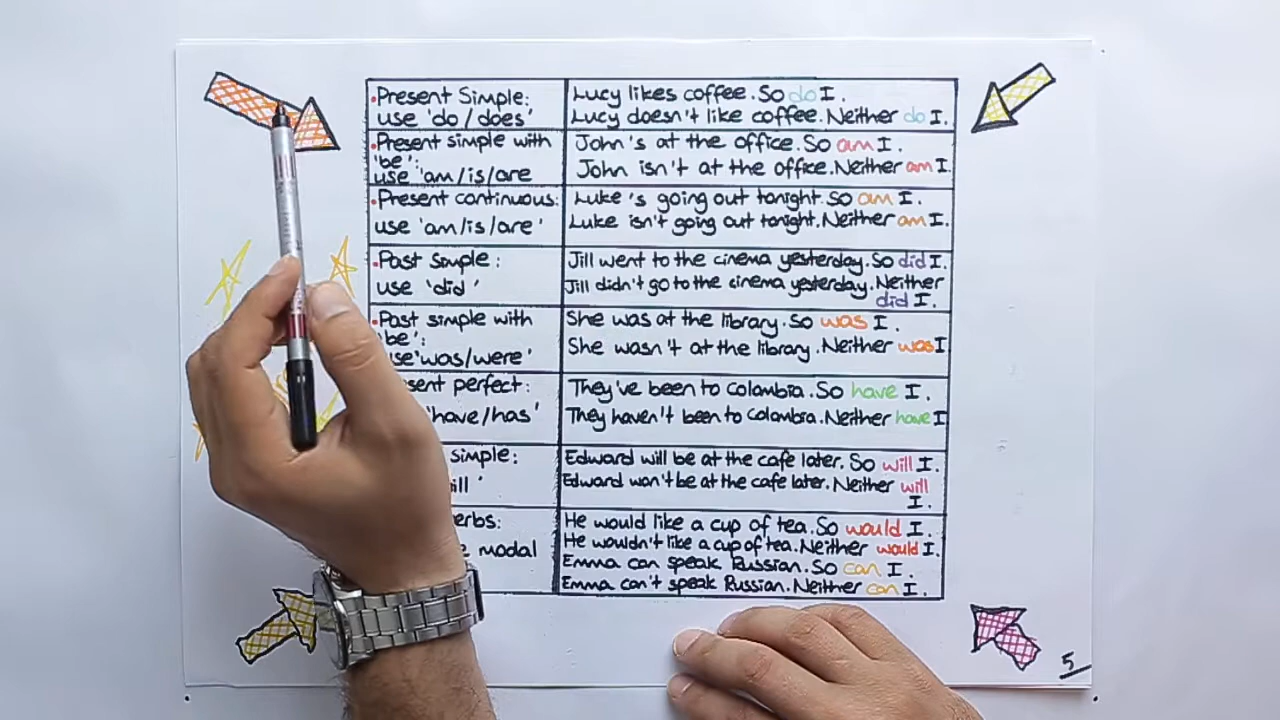 •Present Simple:
use 'do/does'
Lucy likes coffee. So do I.
Lucy doesn't like coffee. Neither do I.
•Present simple with
'be':
use 'am/is/are
John's at the office. So am I.
John isn't at the office. Neither am I.
•Present continuous:
use 'am/is/are'
Luke's going out tonight. So am I.
Luke isn't going out tonight. Neither am I.
•Past simple:
use 'did'
Jill went to the cinema yesterday. So did I.
Jill didn't go to the cinema yesterday. Neither
did I.
•Past simple with
'be':
use 'was/were'
She was at the library. So was I.
She wasn't at the library. Neither was I
perfect:
'have/has'
They've been to Colombia. So have I.
They haven't been to Colombia. Neither have I
simple:
Edward will be at the cafe later. So will I.
Edward won't be at the cafe later. Neither will
I.
modal
He would like a cup of tea. So would I.
He wouldn't like a cup of tea. Neither would I.
Emma can speak Russian. So can I.
Emma can't speak Russian. Neither can I.
5